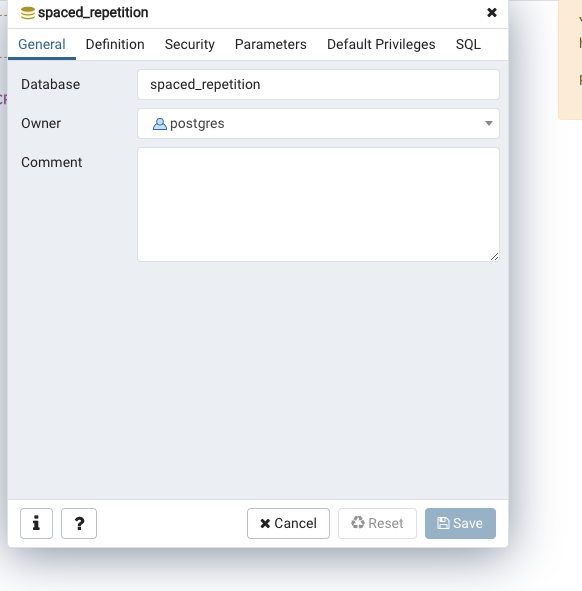 spaced_repetition
General Definition Security Parameters Default Privileges SQL
Database spaced_repetition
Owner postgres
Comment
i ? Cancel Reset Save